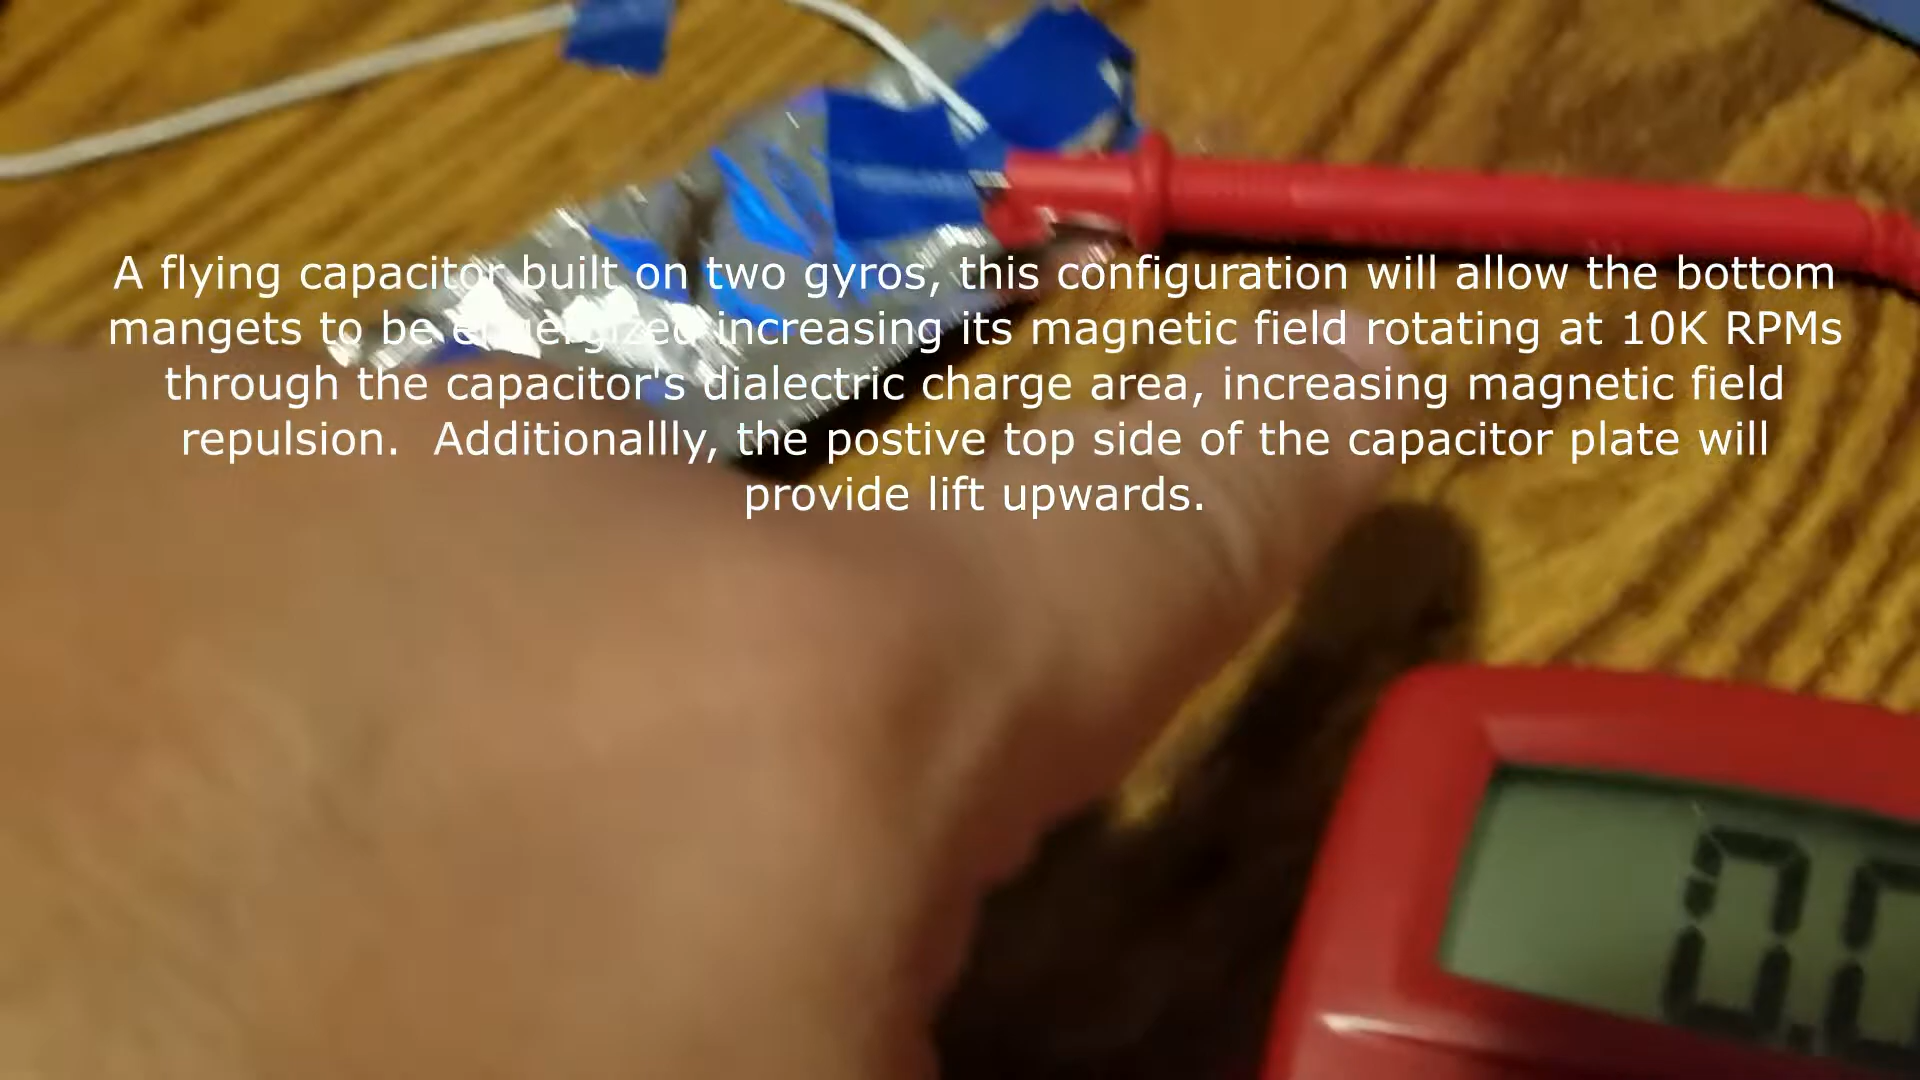 A flying capacitor built on two gyros, this configuration will allow the bottom
mangets to be increasing its magnetic field rotating at 10K RPMs
through the capacitor's dialectric charge area, increasing magnetic field
repulsion. Additionallly, the postive top side of the capacitor plate will
provide lift upwards.
0.0